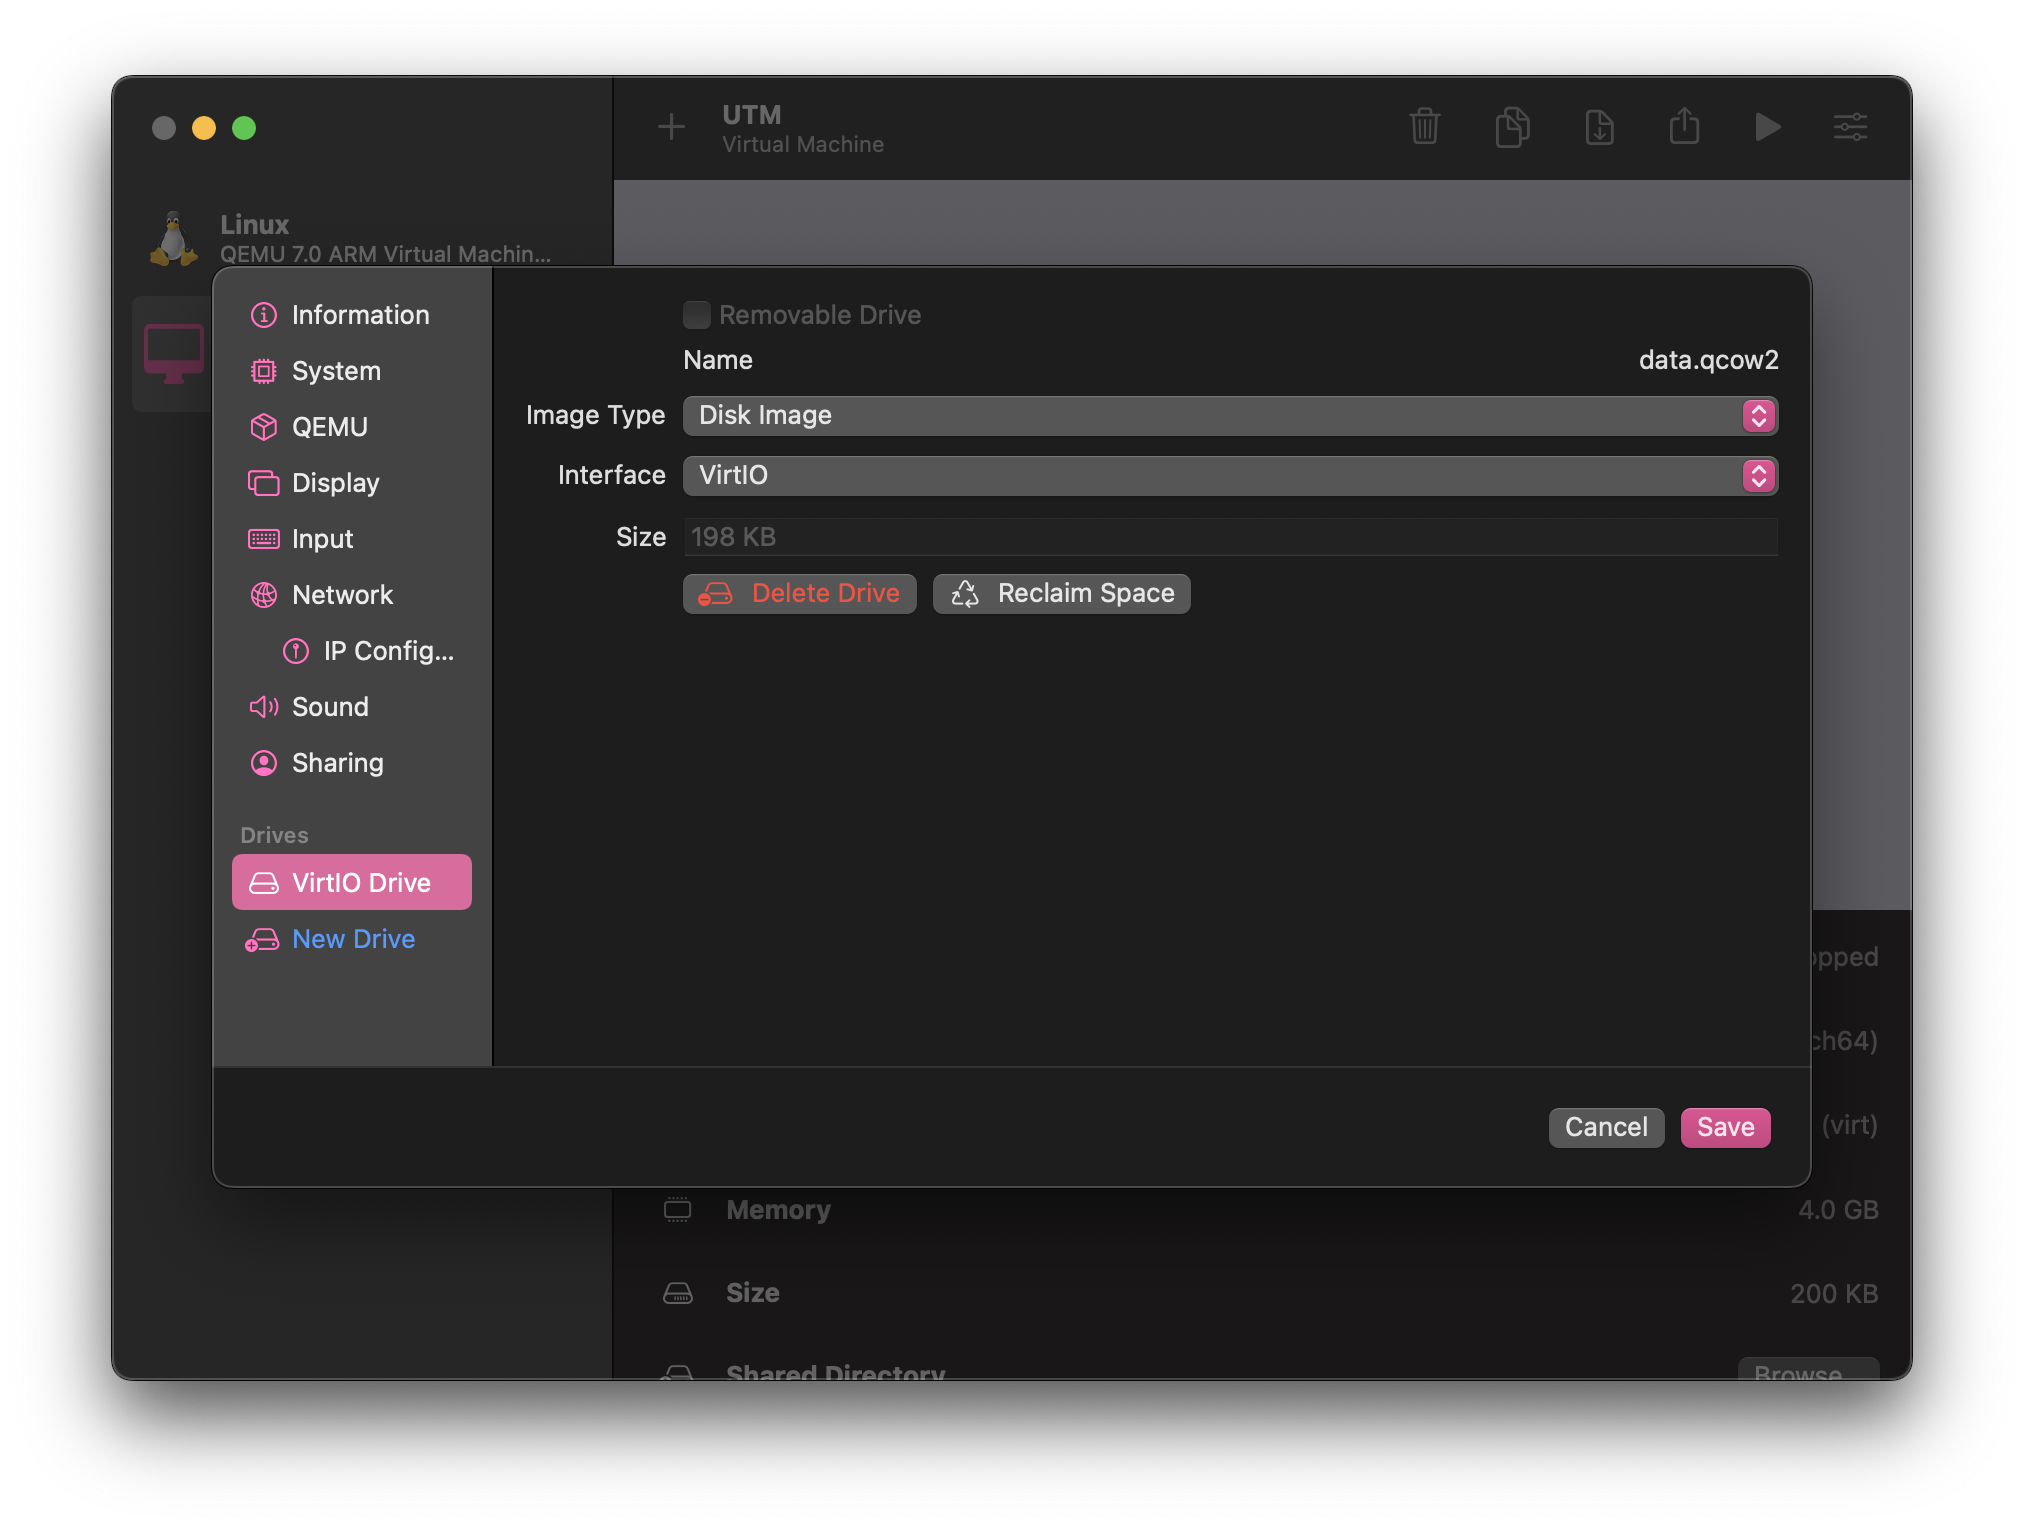 UTM
Virtual Machine
Linux
QEMU 7.0 ARM Virtual Machin...
Information
System
QEMU
Display
Input
Network
IP Config...
Sound
Sharing
Drives
VirtIO Drive
New Drive
Removable Drive
Name data.qcow2
Image Type Disk Image
Interface VirtIO
Size 198 KB
Delete Drive Reclaim Space
Cancel Save
(virt)
Memory 4.0 GB
Size 200 KB
Shared Directory Browse...